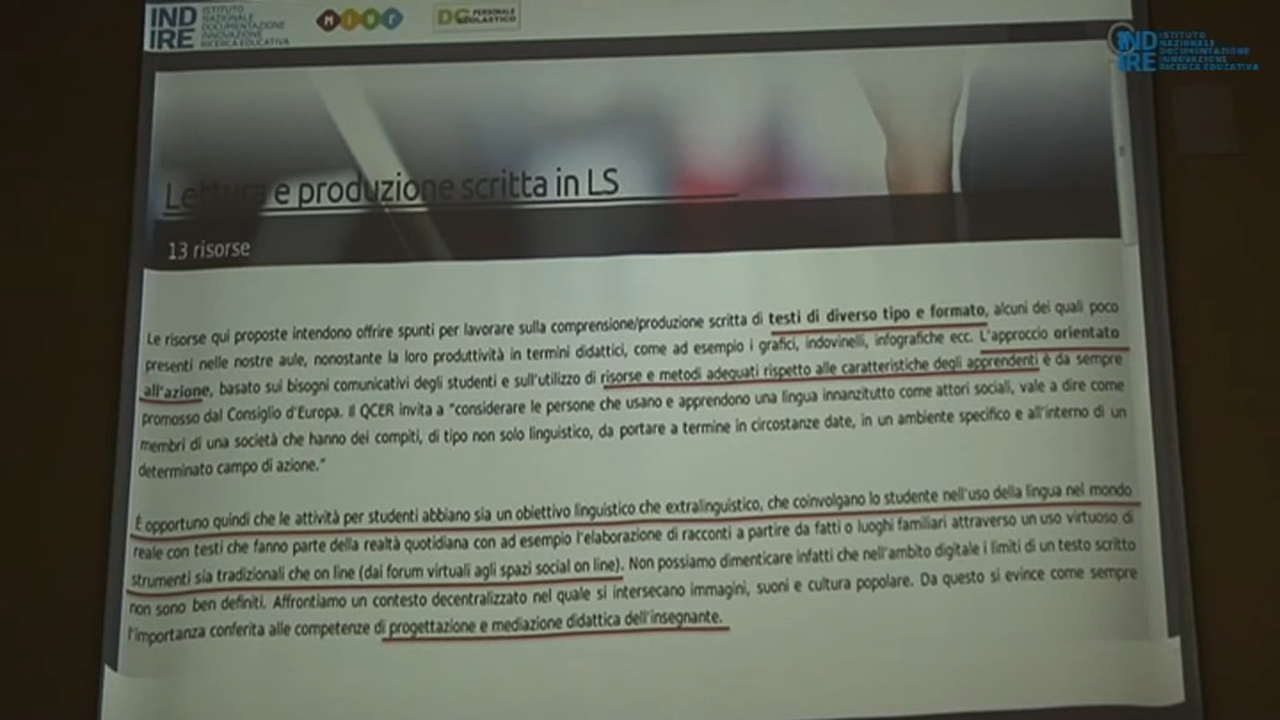 INDIRE ISTITUTO NAZIONALE DOCUMENTAZIONE INNOVAZIONE RICERCA EDUCATIVA
MIUR
DG PERSONALE SCOLASTICO
INDIRE ISTITUTO NAZIONALE DOCUMENTAZIONE INNOVAZIONE RICERCA EDUCATIVA
Lettura e produzione scritta in LS
13 risorse
Le risorse qui proposte intendono offrire spunti per lavorare sulla comprensione/produzione scritta di testi di diverso tipo e formato, alcuni dei quali poco
presenti nelle nostre aule, nonostante la loro produttività in termini didattici, come ad esempio i grafici, indovinelli, infografiche ecc. L'approccio orientato
all'azione, basato sui bisogni comunicativi degli studenti e sull'utilizzo di risorse e metodi adeguati rispetto alle caratteristiche degli apprendenti è da sempre
promosso dal Consiglio d'Europa. Il QCER invita a "considerare le persone che usano e apprendono una lingua innanzitutto come attori sociali, vale a dire come
membri di una società che hanno dei compiti, di tipo non solo linguistico, da portare a termine in circostanze date, in un ambiente specifico e all'interno di un
determinato campo di azione."
È opportuno quindi che le attività per studenti abbiano sia un obiettivo linguistico che extralinguistico, che coinvolgano lo studente nell'uso della lingua nel mondo
reale con testi che fanno parte della realtà quotidiana con ad esempio l'elaborazione di racconti a partire da fatti o luoghi familiari attraverso un uso virtuoso di
strumenti sia tradizionali che on line (dai forum virtuali agli spazi social on line). Non possiamo dimenticare infatti che nell'ambito digitale i limiti di un testo scritto
non sono ben definiti. Affrontiamo un contesto decentralizzato nel quale si intersecano immagini, suoni e cultura popolare. Da questo si evince come sempre
l'importanza conferita alle competenze di progettazione e mediazione didattica dell'insegnante.